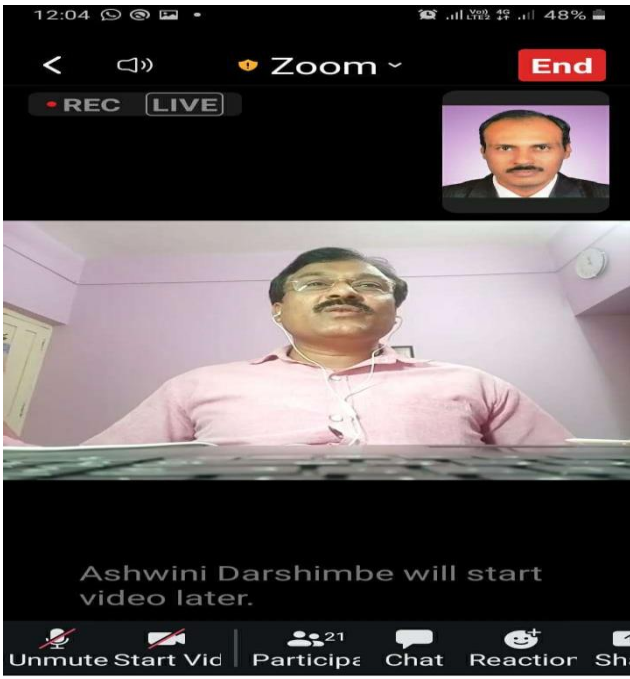 12:04 48%
Zoom End
REC LIVE
Ashwini Darshimbe will start
video later.
21
Unmute Start Vid Participa Chat Reaction Sh